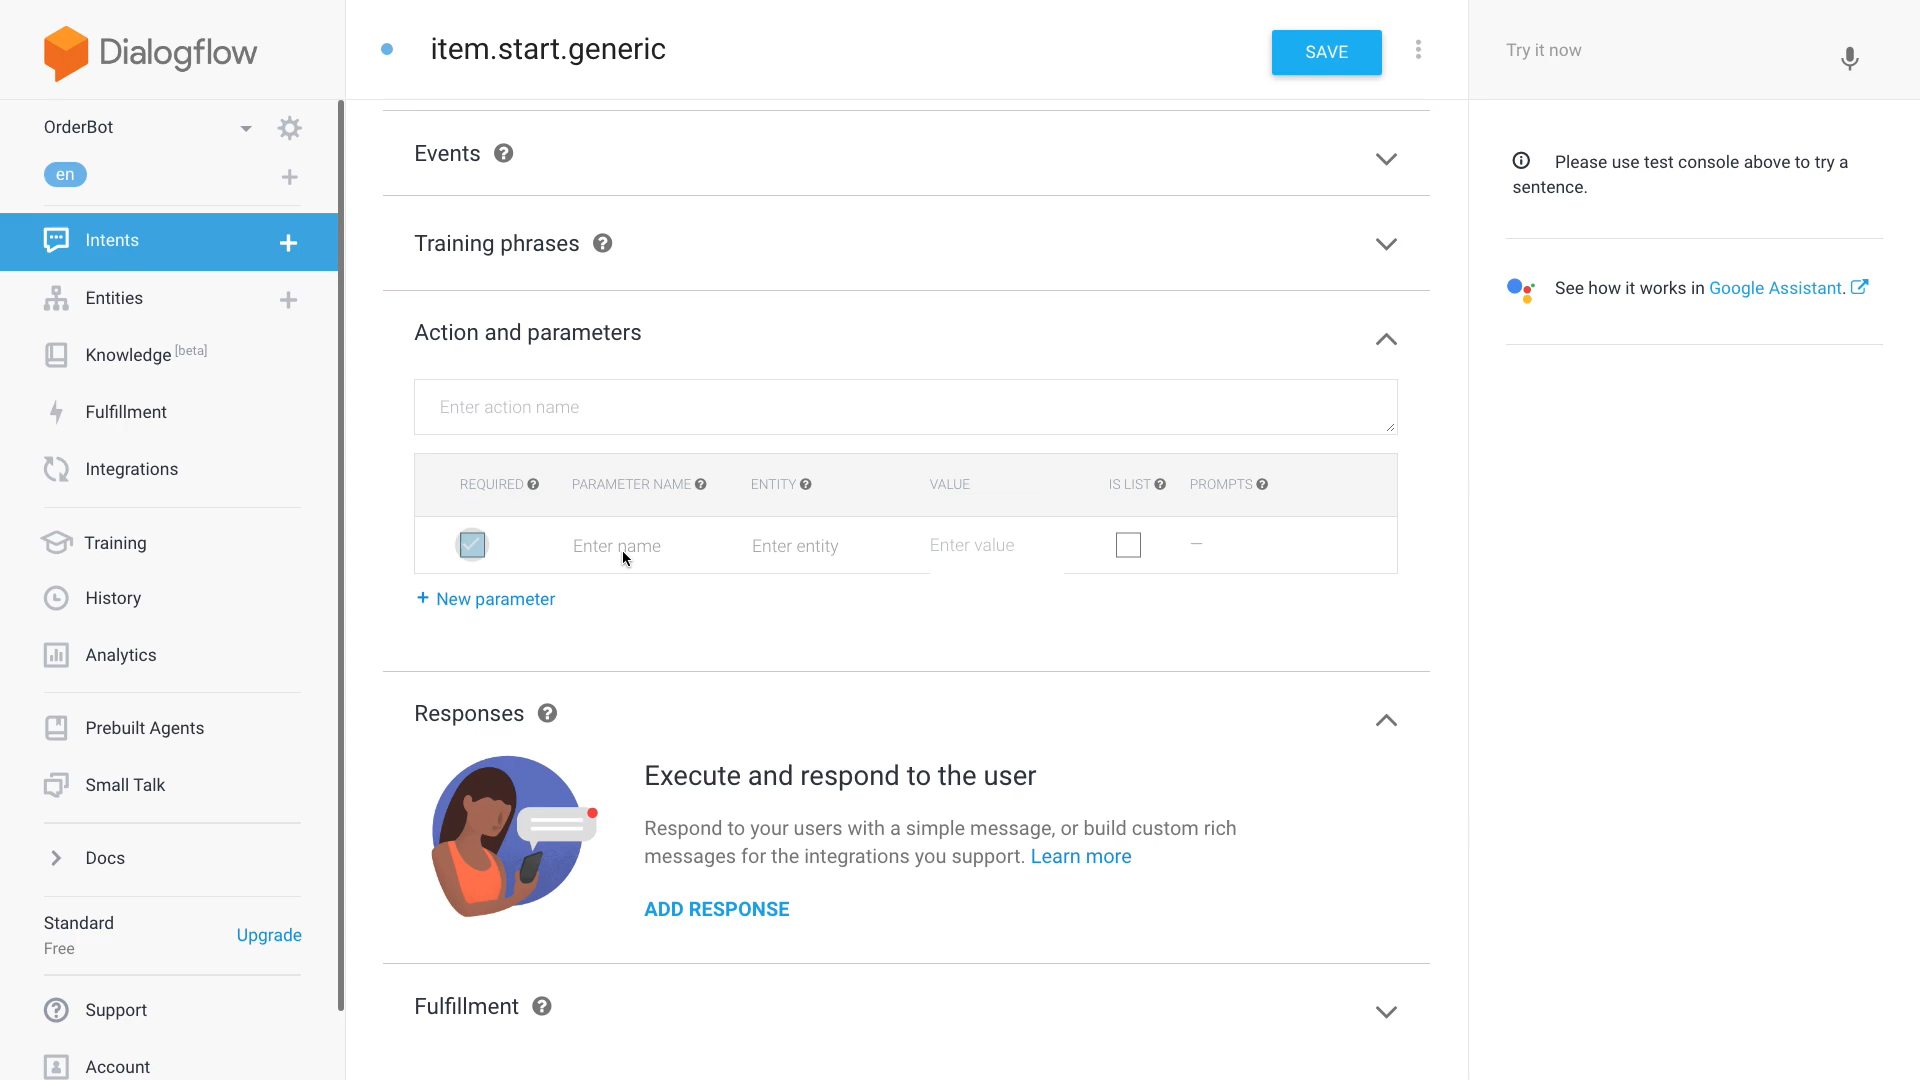 Dialogflow
item.start.generic
SAVE
Try it now
OrderBot
en
Intents
Entities
Knowledge [beta]
Fulfillment
Integrations
Training
History
Analytics
Prebuilt Agents
Small Talk
Docs
Standard
Free
Upgrade
Support
Account
Events
Training phrases
Action and parameters
Enter action name
REQUIRED PARAMETER NAME ENTITY VALUE IS LIST PROMPTS
Enter name Enter entity Enter value –
+ New parameter
Responses
Execute and respond to the user
Respond to your users with a simple message, or build custom rich
messages for the integrations you support. Learn more
ADD RESPONSE
Fulfillment
Please use test console above to try a
sentence.
See how it works in Google Assistant.